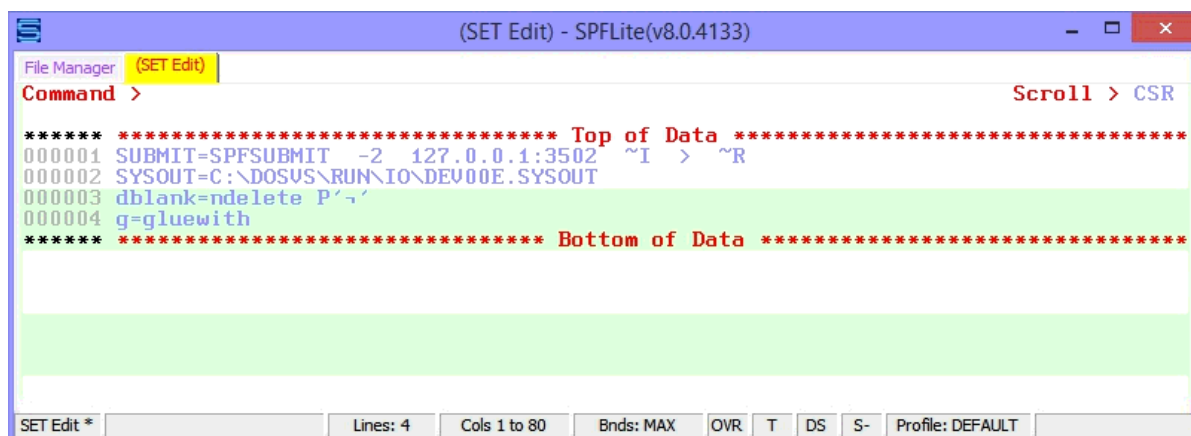 (SET Edit) - SPFLite(v8.0.4133)
File Manager (SET Edit)
Command > Scroll > CSR
****** ********************************* Top of Data **********************************
000001 SUBMIT=SPFSUBMIT -2 127.0.0.1:3502 ~I > ~R
000002 SYSOUT=C:\DOSVS\RUN\IO\DEV00E.SYSOUT
000003 dblank=ndelete P'¬'
000004 g=gluewith
****** ******************************** Bottom of Data ********************************
SET Edit * Lines: 4 Cols 1 to 80 Bnds: MAX OVR T DS S- Profile: DEFAULT